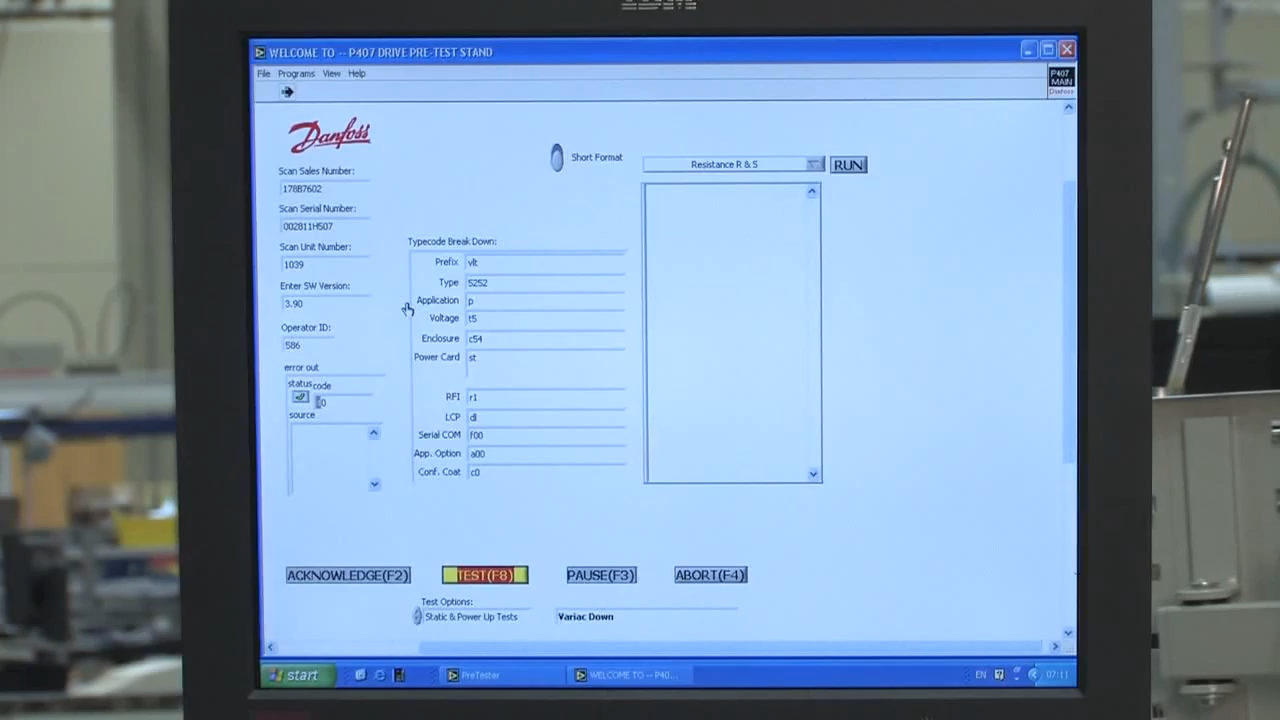 WELCOME TO -- P407 DRIVE PRE-TEST STAND
File Programs View Help
P407
MAIN
Danfoss
Danfoss
Short Format
Resistance R & S
RUN
Scan Sales Number:
178B7602
Scan Serial Number:
002811H507
Scan Unit Number:
1039
Enter SW Version:
3.90
Operator ID:
586
error out
status code
0
source
Typecode Break Down:
Prefix vlt
Type 5252
Application p
Voltage t5
Enclosure c54
Power Card st
RFI r1
LCP dl
Serial COM f00
App. Option a00
Conf. Coat c0
ACKNOWLEDGE(F2) TEST(F8) PAUSE(F3) ABORT(F4)
Test Options:
Static & Power Up Tests
Variac Down
start PreTester WELCOME TO -- P40... EN 07:11